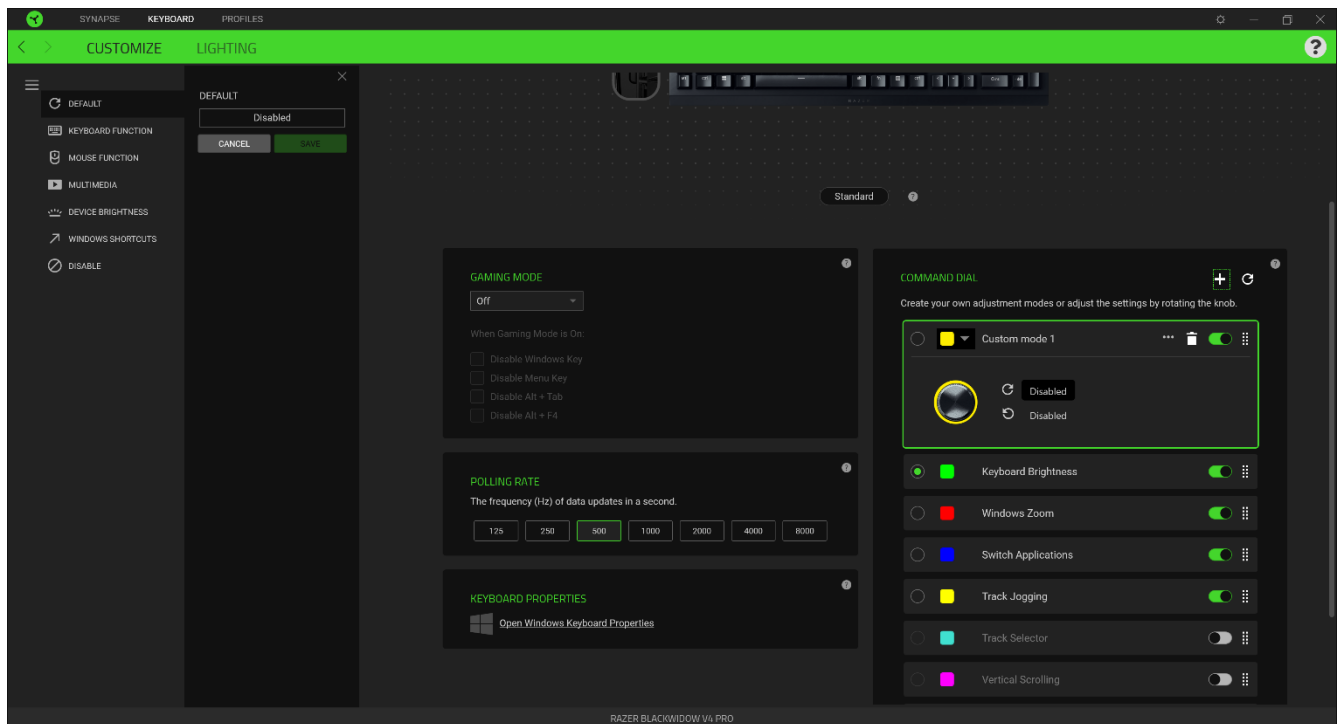 SYNAPSE KEYBOARD PROFILES
CUSTOMIZE LIGHTING
?
DEFAULT
KEYBOARD FUNCTION
MOUSE FUNCTION
MULTIMEDIA
DEVICE BRIGHTNESS
WINDOWS SHORTCUTS
DISABLE
DEFAULT
Disabled
CANCEL SAVE
Standard ?
GAMING MODE ?
Off
When Gaming Mode is On:
Disable Windows Key
Disable Menu Key
Disable Alt + Tab
Disable Alt + F4
POLLING RATE ?
The frequency (Hz) of data updates in a second.
125 250 500 1000 2000 4000 8000
KEYBOARD PROPERTIES ?
Open Windows Keyboard Properties
COMMAND DIAL ?
Create your own adjustment modes or adjust the settings by rotating the knob.
Custom mode 1
Disabled
Disabled
Keyboard Brightness
Windows Zoom
Switch Applications
Track Jogging
Track Selector
Vertical Scrolling
RAZER BLACKWIDOW V4 PRO